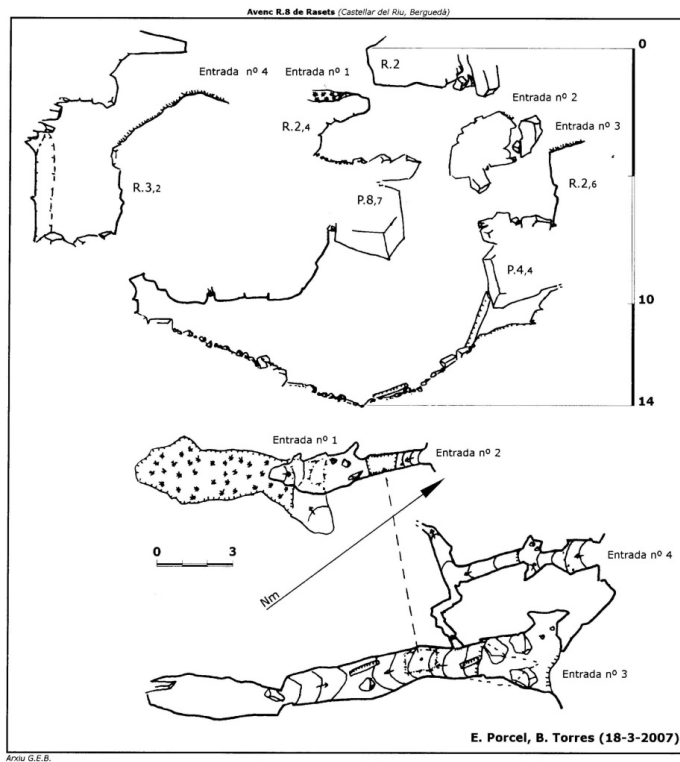 Avenc R.8 de Rasets (Castellar del Riu, Berguedà)
0
R.2
Entrada nº 4
Entrada nº 1
Entrada nº 2
R.2,4
Entrada nº 3
R.3,2
P.8,7
R.2,6
P.4,4
10
14
Entrada nº 1
Entrada nº 2
0 3
Entrada nº 4
Nm
Entrada nº 3
E. Porcel, B. Torres (18-3-2007)
Arxiu G.E.B.